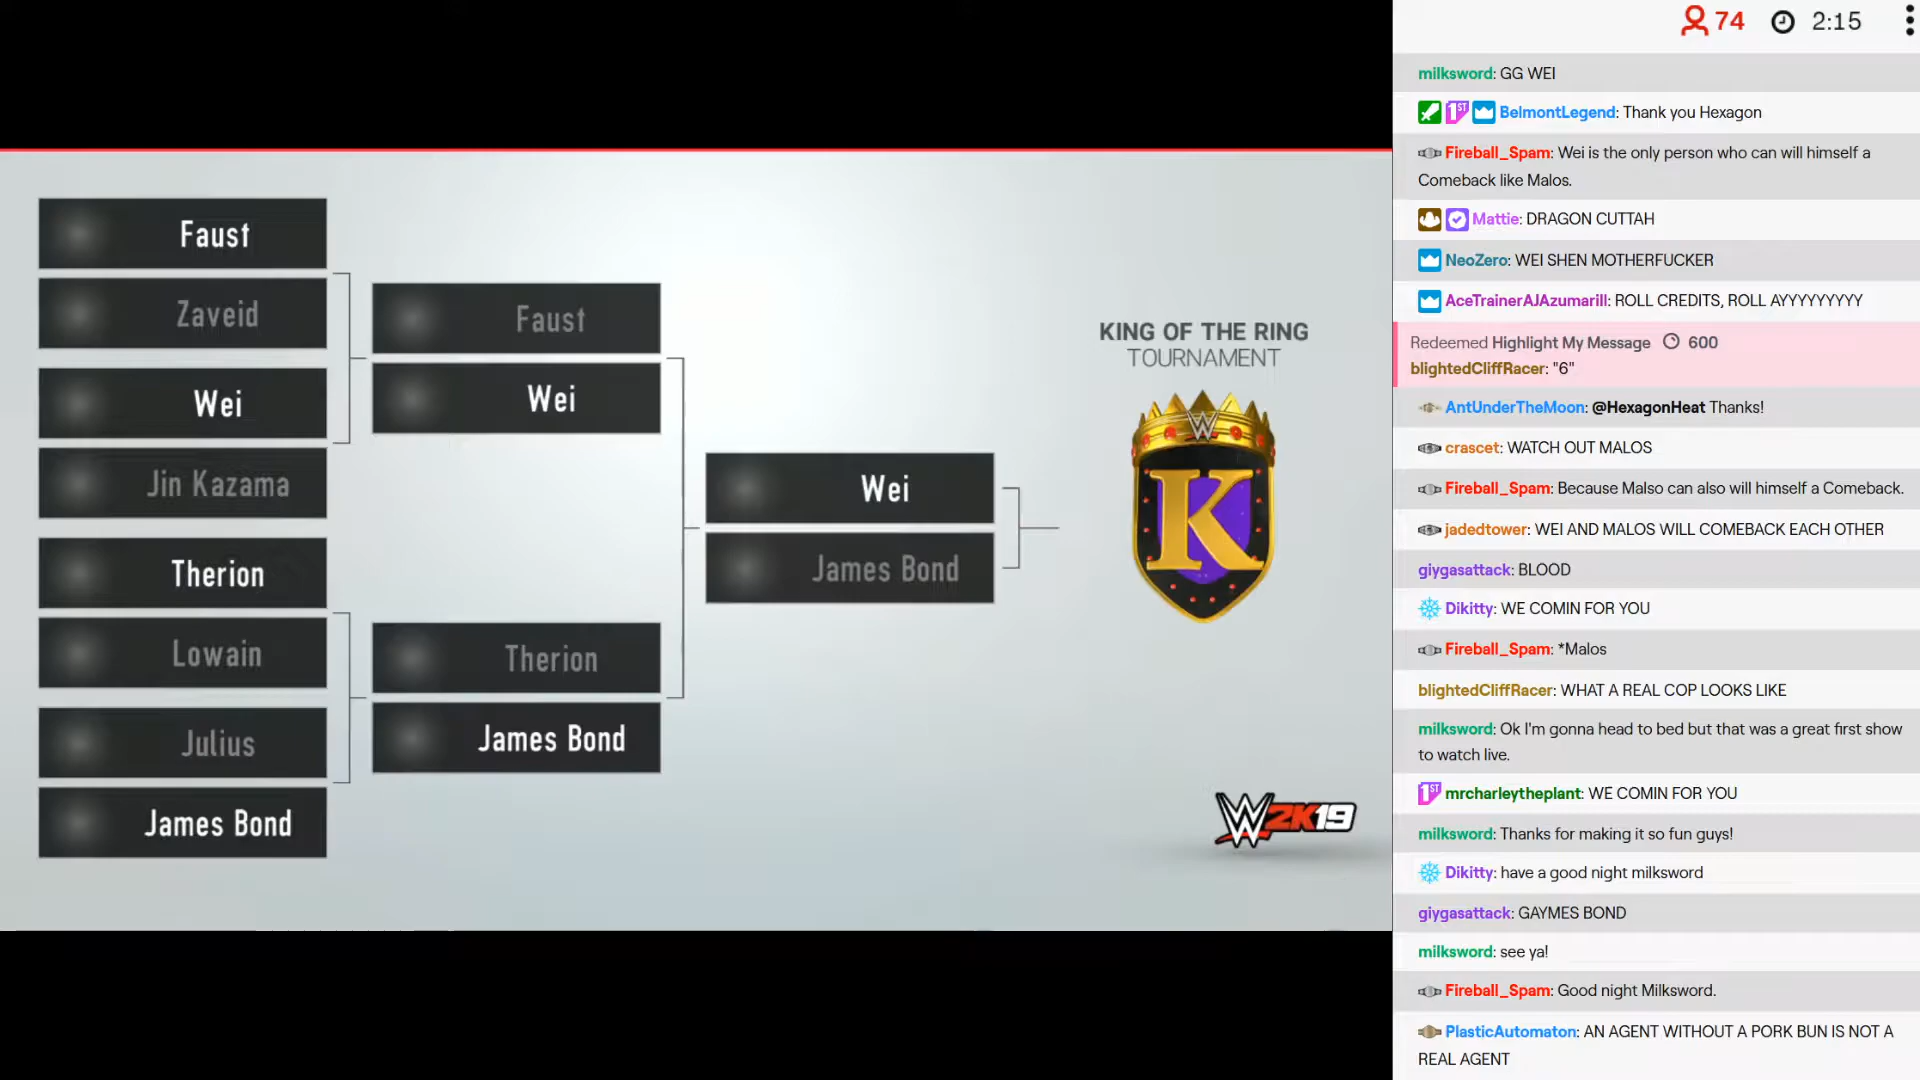 Faust
Zaveid
Wei
Jin Kazama
Therion
Lowain
Julius
James Bond
Faust
Wei
Therion
James Bond
Wei
James Bond
KING OF THE RING
TOURNAMENT
W
K
W2K19
74 2:15
milksword: GG WEI
1ST BelmontLegend: Thank you Hexagon
Fireball_Spam: Wei is the only person who can will himself a
Comeback like Malos.
Mattie: DRAGON CUTTAH
NeoZero: WEI SHEN MOTHERFUCKER
AceTrainerAJAzumarill: ROLL CREDITS, ROLL AYYYYYYYYY
Redeemed Highlight My Message 600
blightedCliffRacer: "6"
AntUnderTheMoon: @HexagonHeat Thanks!
crascet: WATCH OUT MALOS
Fireball_Spam: Because Malso can also will himself a Comeback.
jadedtower: WEI AND MALOS WILL COMEBACK EACH OTHER
giygasattack: BLOOD
Dikitty: WE COMIN FOR YOU
Fireball_Spam: *Malos
blightedCliffRacer: WHAT A REAL COP LOOKS LIKE
milksword: Ok I'm gonna head to bed but that was a great first show
to watch live.
1ST mrcharleytheplant: WE COMIN FOR YOU
milksword: Thanks for making it so fun guys!
Dikitty: have a good night milksword
giygasattack: GAYMES BOND
milksword: see ya!
Fireball_Spam: Good night Milksword.
PlasticAutomaton: AN AGENT WITHOUT A PORK BUN IS NOT A
REAL AGENT